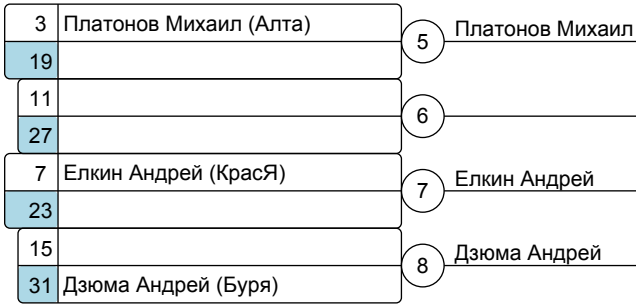 3 Платонов Михаил (Алта)
5 Платонов Михаил
19
11
6
27
7 Елкин Андрей (КрасЯ)
7 Елкин Андрей
23
15
8 Дзюма Андрей
31 Дзюма Андрей (Буря)